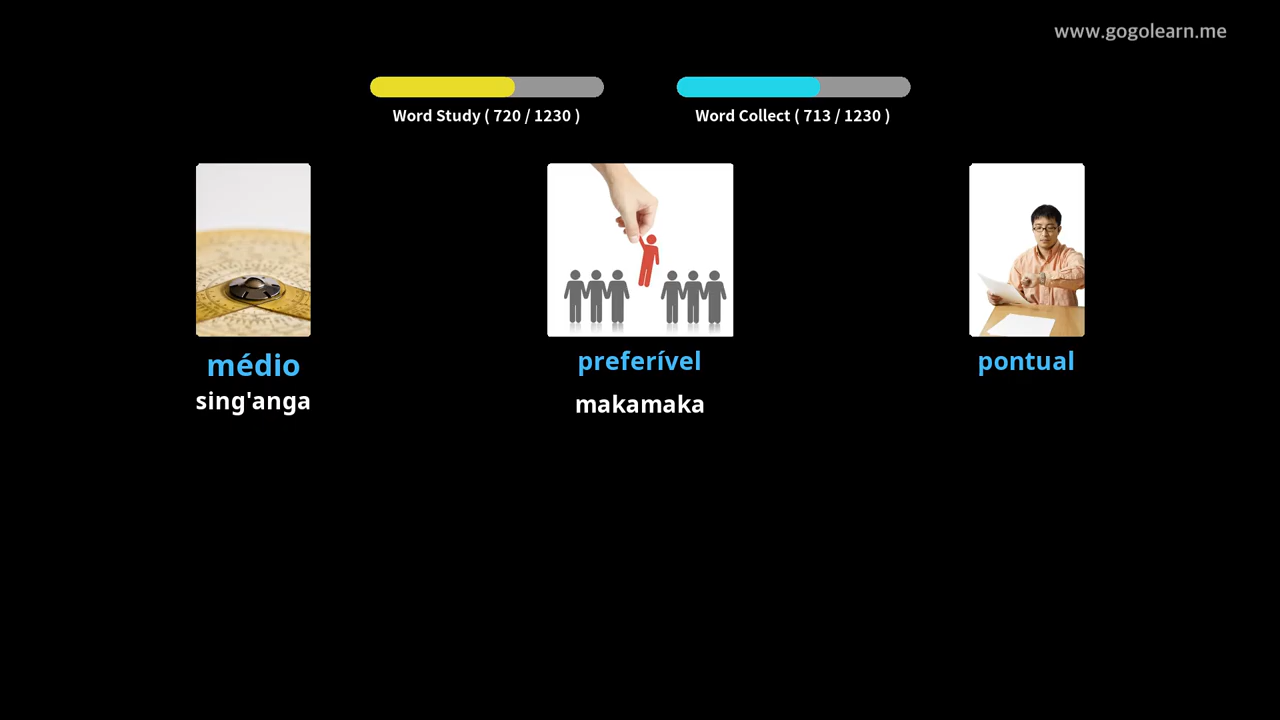 www.gogolearn.me
Word Study ( 720 / 1230 )
Word Collect ( 713 / 1230 )
médio
sing'anga
preferível
makamaka
pontual